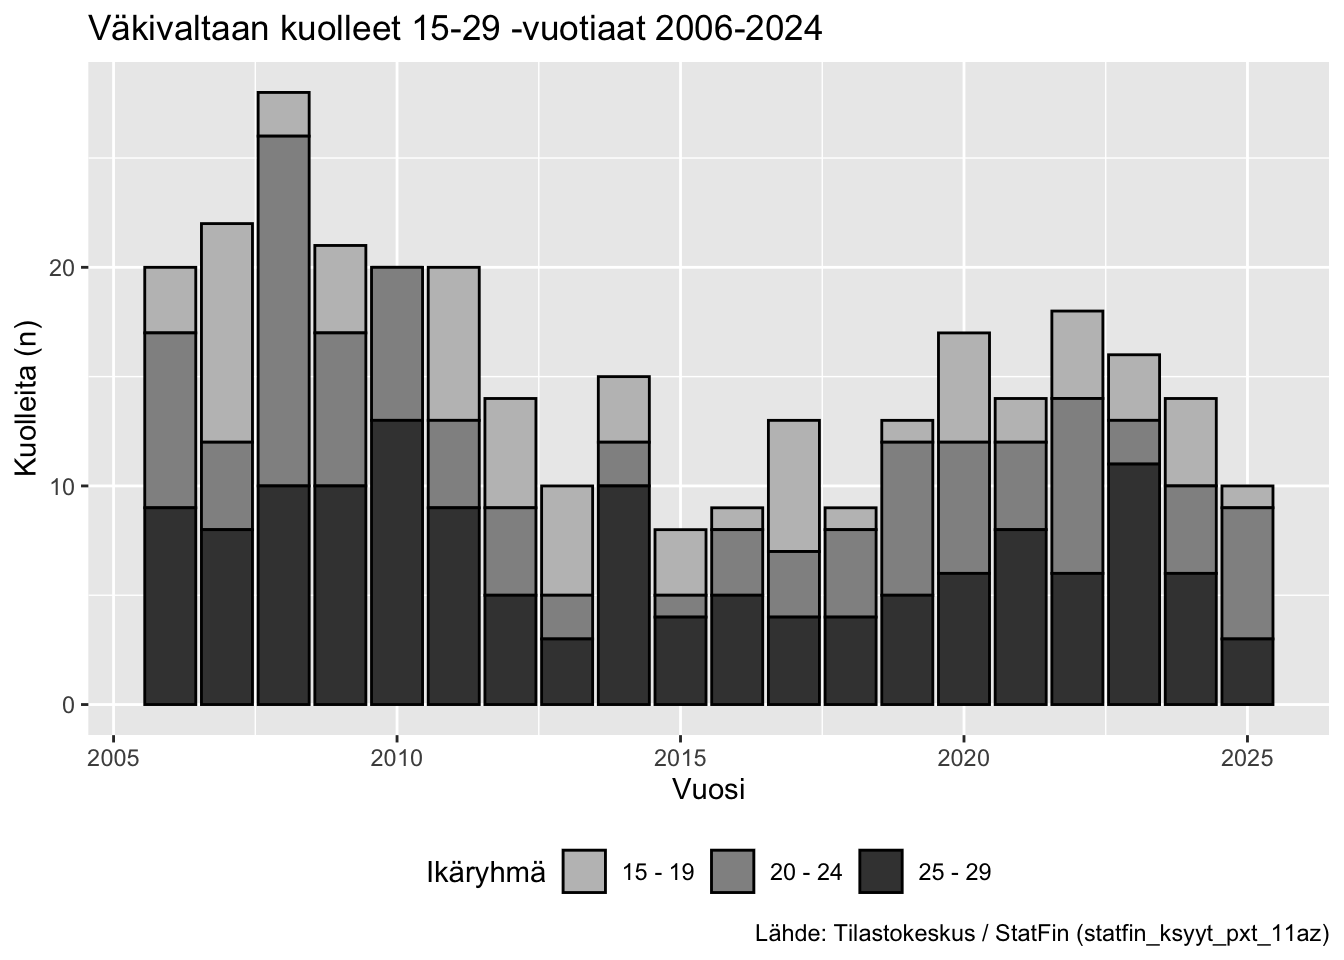 Väkivaltaan kuolleet 15-29 -vuotiaat 2006-2024
Kuolleita (n)
20
10
0
2005 2010 2015 2020 2025
Vuosi
Ikäryhmä 15 - 19 20 - 24 25 - 29
Lähde: Tilastokeskus / StatFin (statfin_ksyyt_pxt_11az)